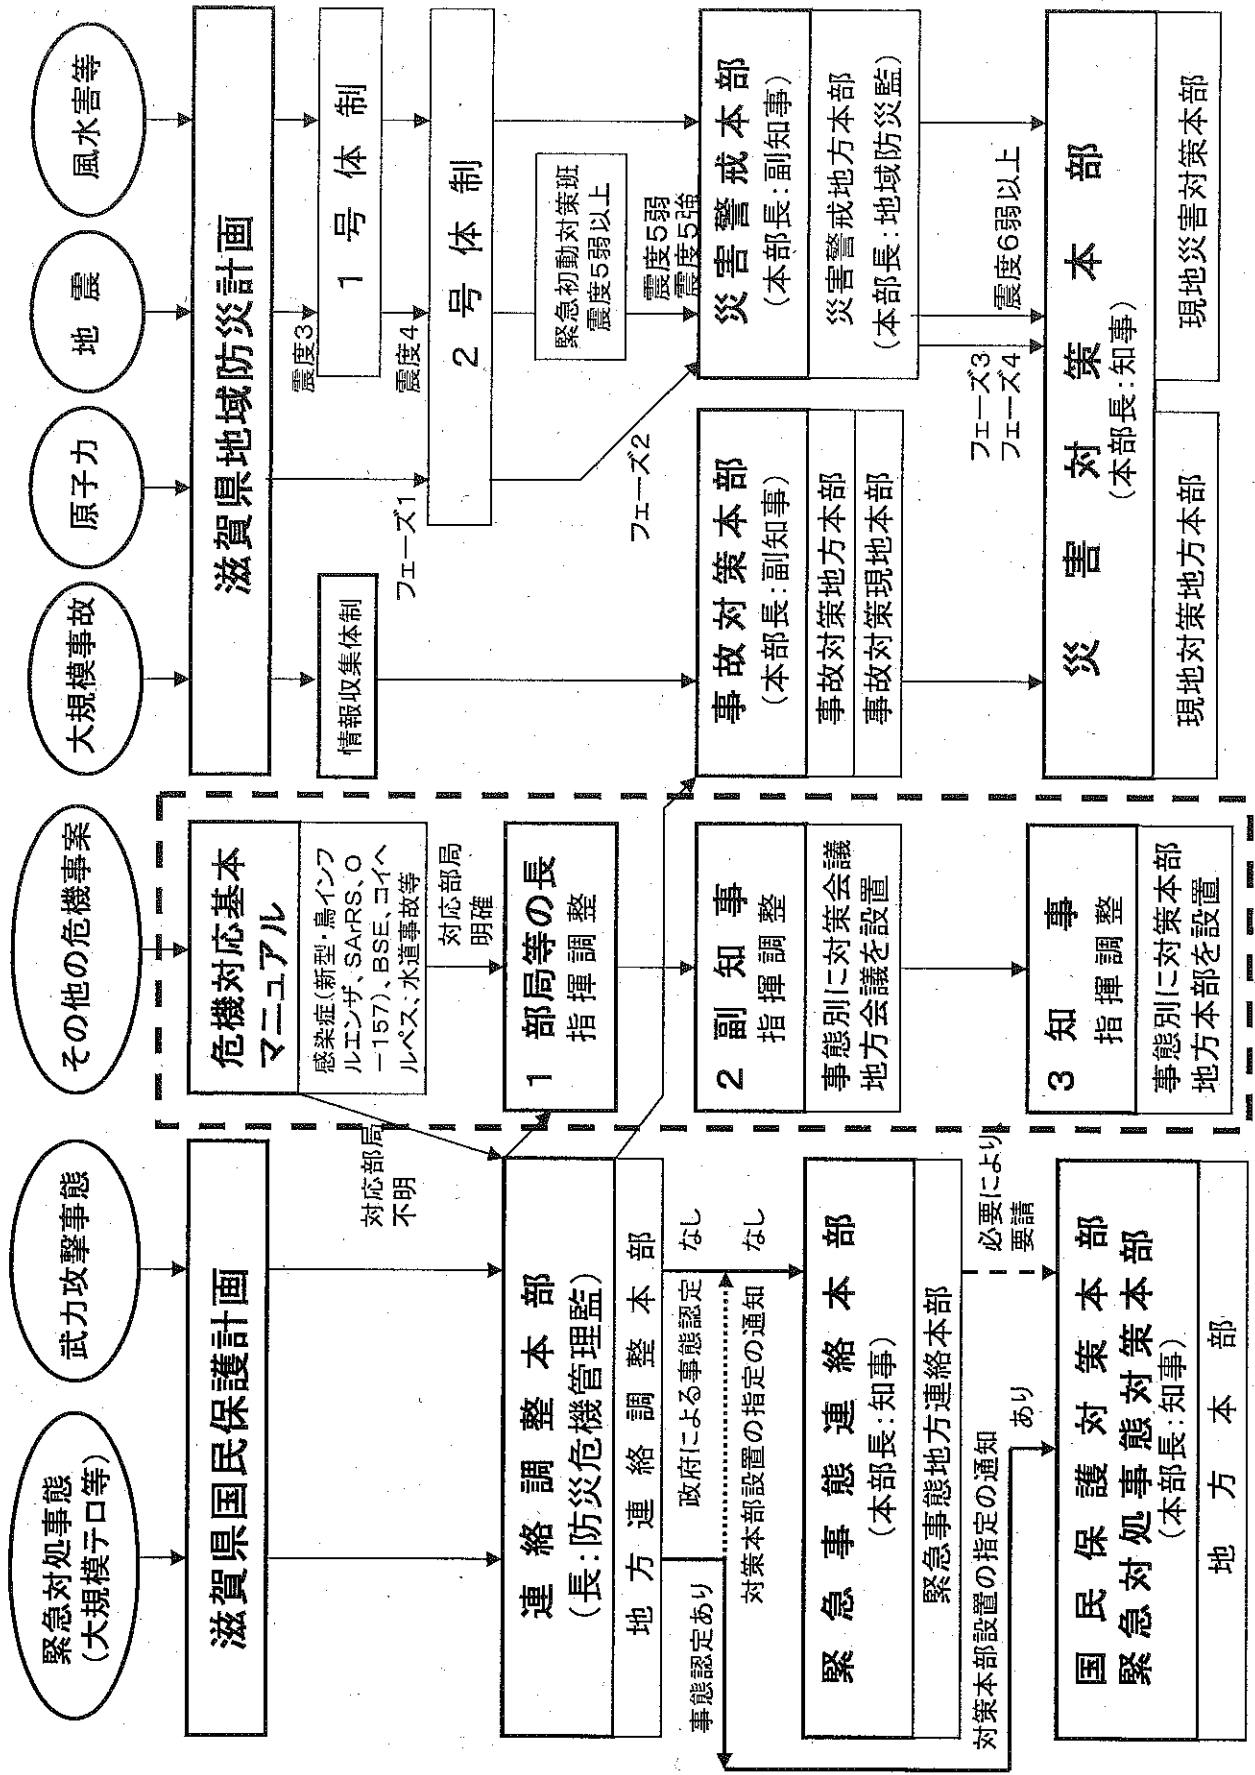 緊急対処事態
(大規模テロ等)
武力攻撃事態
その他の危機事案
大規模事故
原子力
地震
風水害等
滋賀県国民保護計画
危機対応基本
マニュアル
感染症(新型・鳥インフ
ルエンザ、SArRS、O
－157)、BSE、コイヘ
ルペス、水道事故等
滋賀県地域防災計画
対応部局
不明
対応部局
明確
情報収集体制
震度3
1号体制
フェーズ1
震度4
2号体制
連絡調整本部
(長：防災危機管理監)
地方連絡調整本部
1 部局等の長
指揮調整
緊急初動対策班
震度5弱以上
フェーズ2
震度5弱
震度5強
事態認定あり
政府による事態認定 なし
対策本部設置の指定の通知 なし
2 副知事
指揮調整
事態別に対策会議
地方会議を設置
事故対策本部
(本部長：副知事)
事故対策地方本部
事故対策現地本部
災害警戒本部
(本部長：副知事)
災害警戒地方本部
(本部長：地域防災監)
緊急事態連絡本部
(本部長：知事)
緊急事態地方連絡本部
対策本部設置の指定の通知 あり
必要により
要請
フェーズ3
フェーズ4
震度6弱以上
国民保護対策本部
緊急対処事態対策本部
(本部長：知事)
地方本部
3 知事
指揮調整
事態別に対策本部
地方本部を設置
災害対策本部
(本部長：知事)
現地対策地方本部
現地災害対策本部